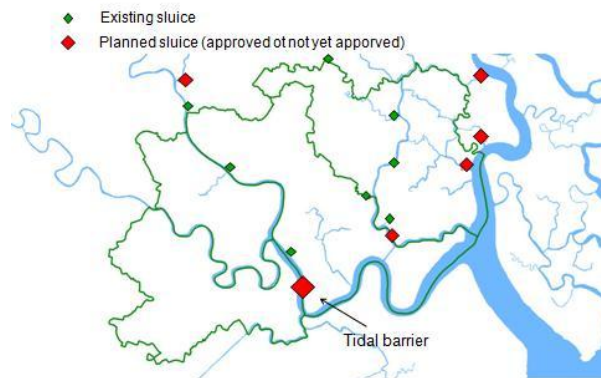 Existing sluice
Planned sluice (approved ot not yet apporved)
Tidal barrier